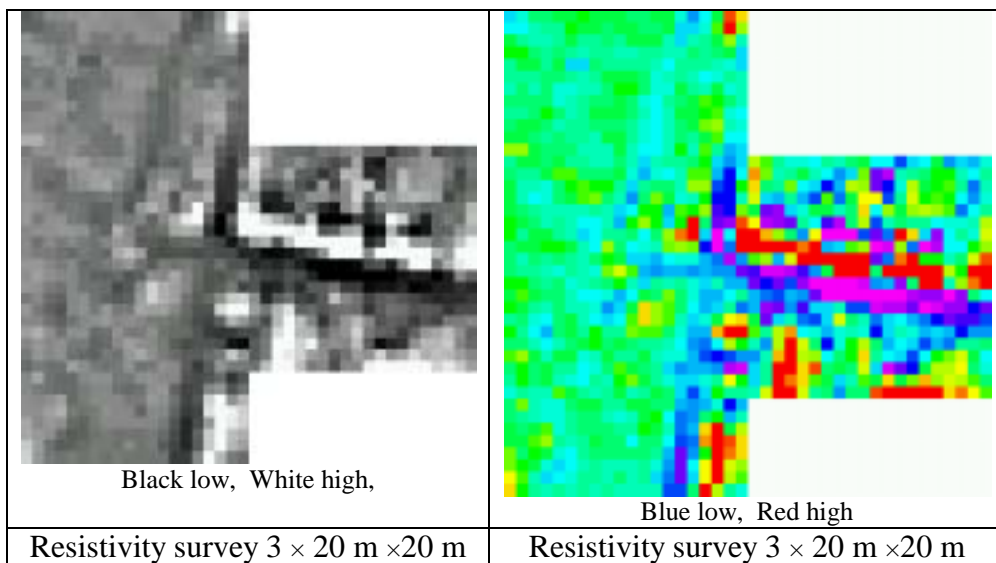 Black low, White high,
Blue low, Red high
Resistivity survey 3 × 20 m ×20 m
Resistivity survey 3 × 20 m ×20 m